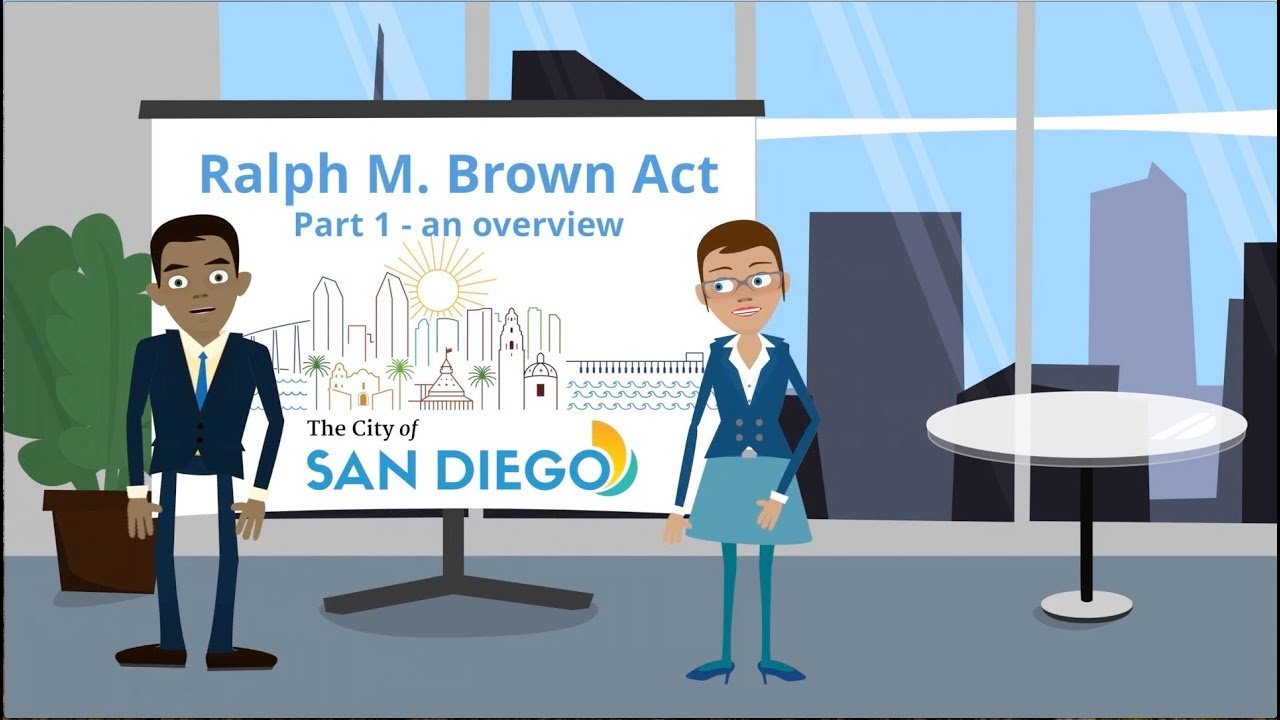 Ralph M. Brown Act
Part 1 - an overview
The City of
SAN DIEGO